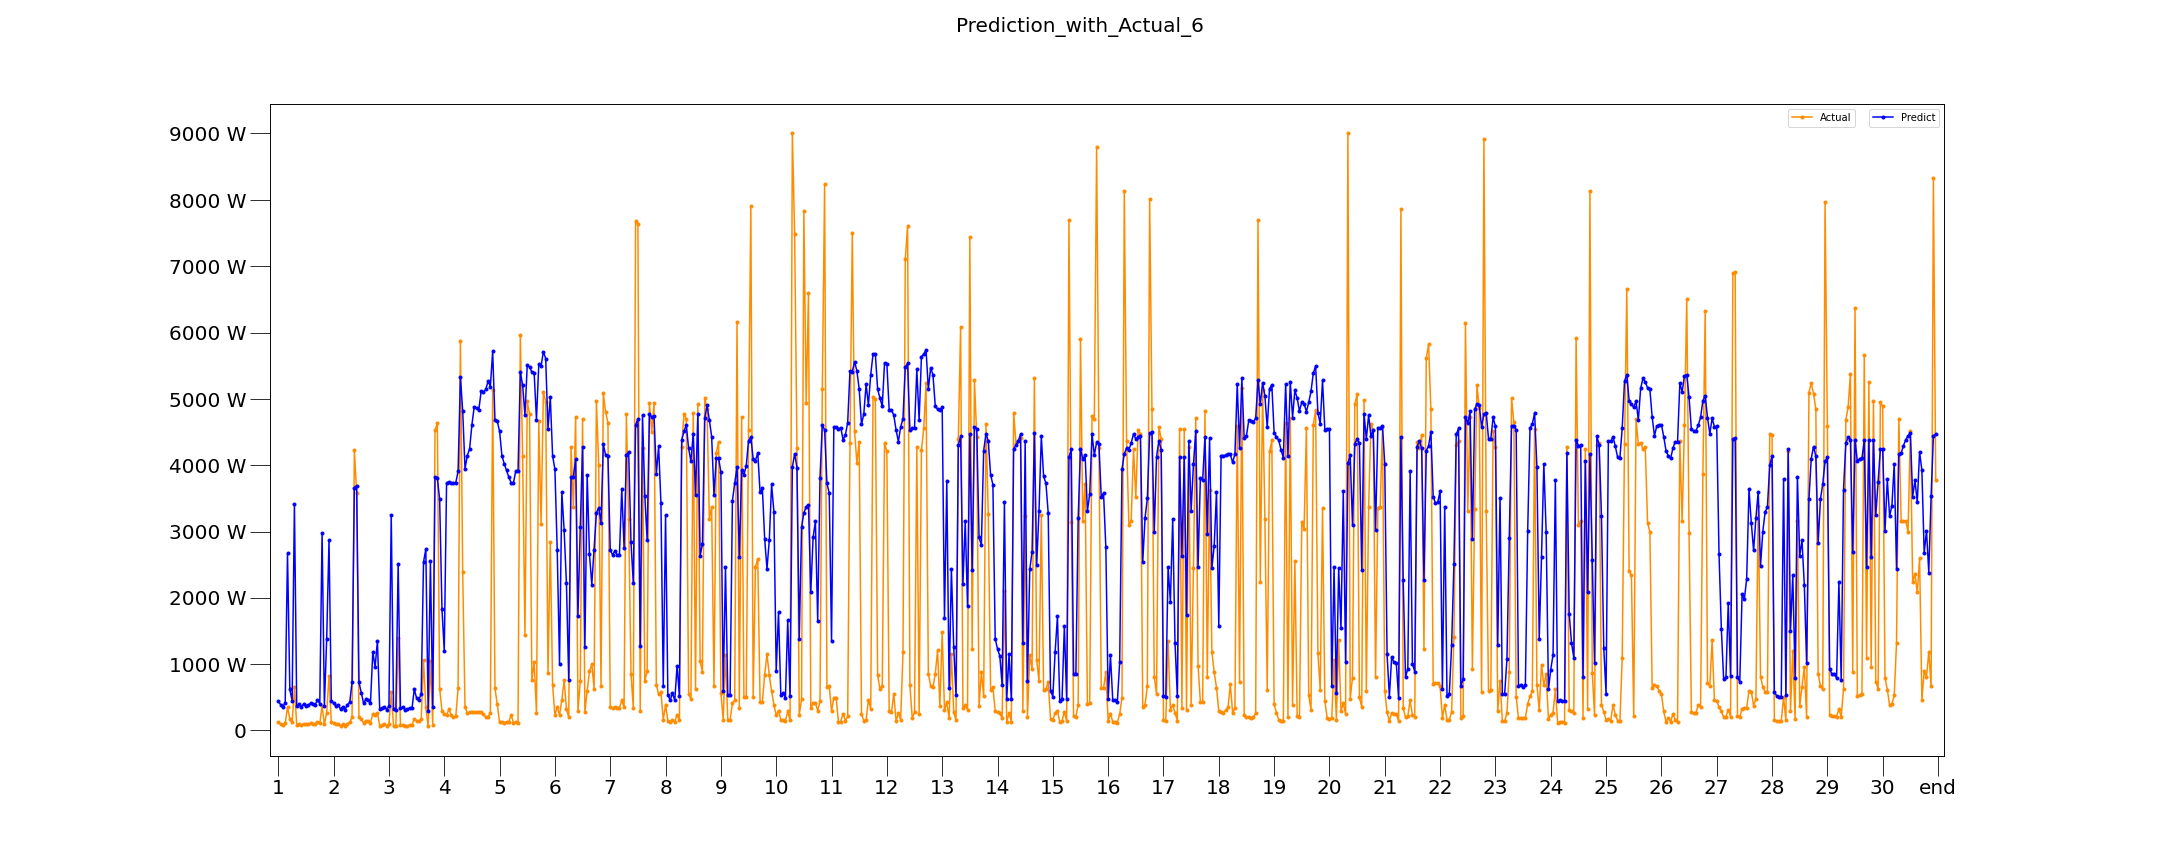 Prediction_with_Actual_6
Actual Predict
9000 W
8000 W
7000 W
6000 W
5000 W
4000 W
3000 W
2000 W
1000 W
0
1 2 3 4 5 6 7 8 9 10 11 12 13 14 15 16 17 18 19 20 21 22 23 24 25 26 27 28 29 30 end